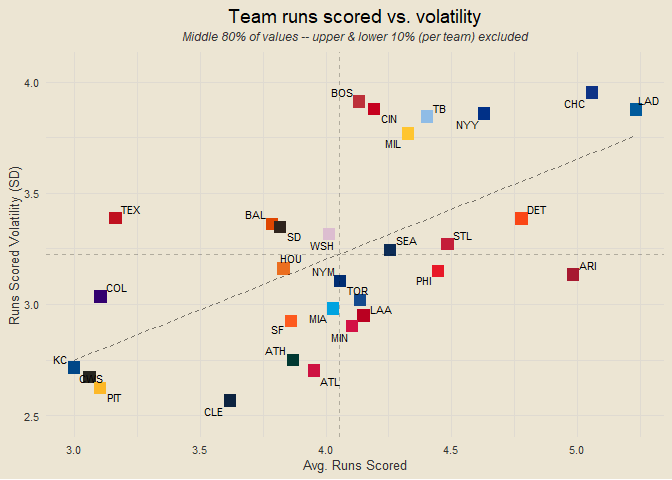 Team runs scored vs. volatility
Middle 80% of values -- upper & lower 10% (per team) excluded
4.0
3.5
3.0
2.5
Runs Scored Volatility (SD)
BOS
CIN
TB
MIL
NYY
CHC
LAD
TEX
BAL
SD
WSH
SEA
STL
DET
HOU
NYM
PHI
ARI
COL
TOR
MIA
LAA
SF
MIN
KC
CWS
PIT
ATH
ATL
CLE
3.0
3.5
4.0
4.5
5.0
Avg. Runs Scored